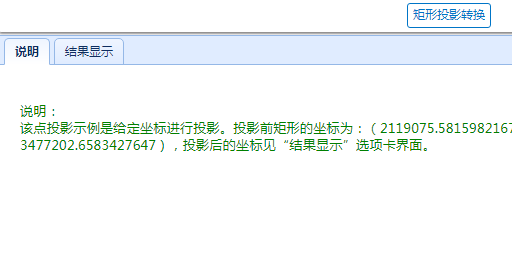 矩形投影转换
说明 结果显示
说明：
该点投影示例是给定坐标进行投影。投影前矩形的坐标为：（2119075.5815982167
3477202.6583427647），投影后的坐标见“结果显示”选项卡界面。